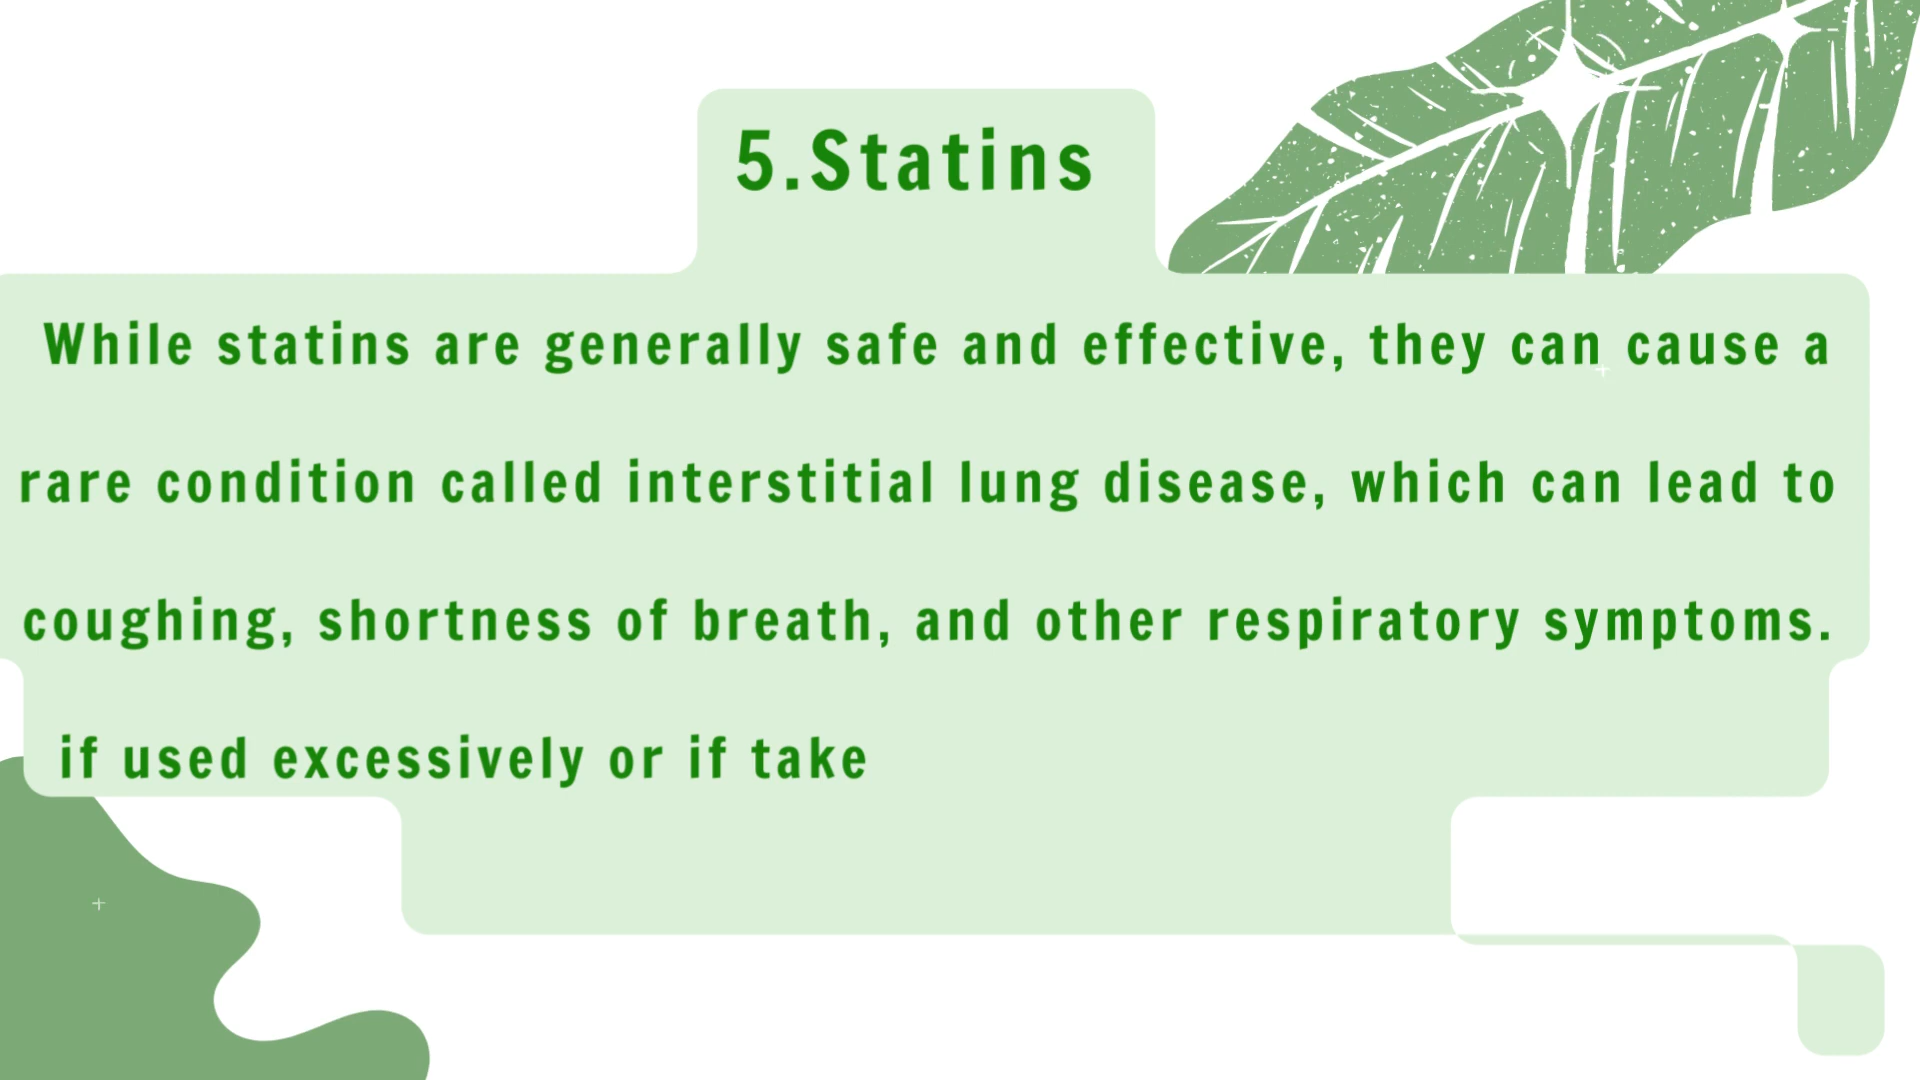 5.Statins
While statins are generally safe and effective, they can cause a
rare condition called interstitial lung disease, which can lead to
coughing, shortness of breath, and other respiratory symptoms.
if used excessively or if take